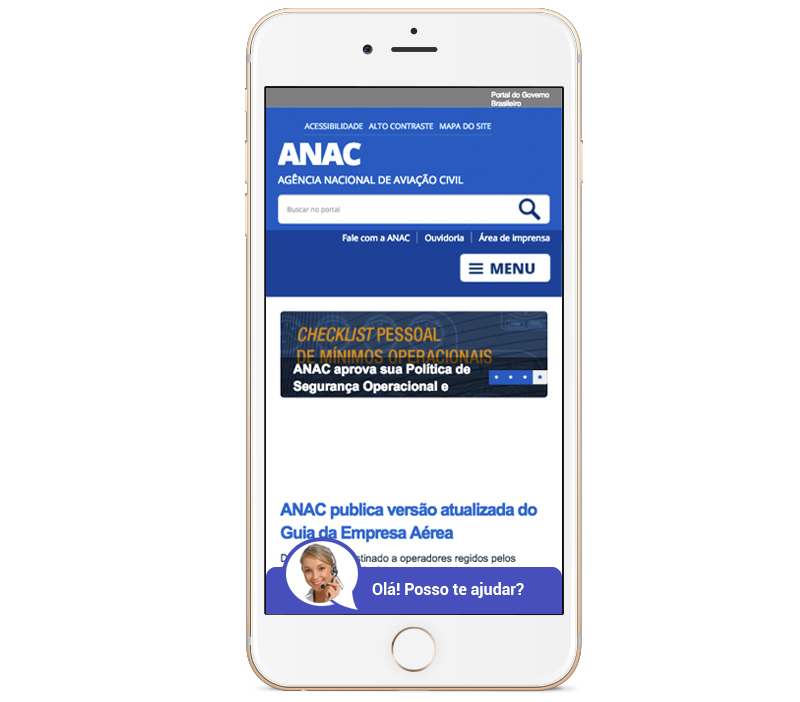 Portal do Governo
Brasileiro
ACESSIBILIDADE ALTO CONTRASTE MAPA DO SITE
ANAC
AGÊNCIA NACIONAL DE AVIAÇÃO CIVIL
Buscar no portal
Fale com a ANAC | Ouvidoria | Área de Imprensa
MENU
CHECKLIST PESSOAL
DE MÍNIMOS OPERACIONAIS
ANAC aprova sua Política de
Segurança Operacional e
ANAC publica versão atualizada do
Guia da Empresa Aérea
a operadores regidos pelos
Olá! Posso te ajudar?